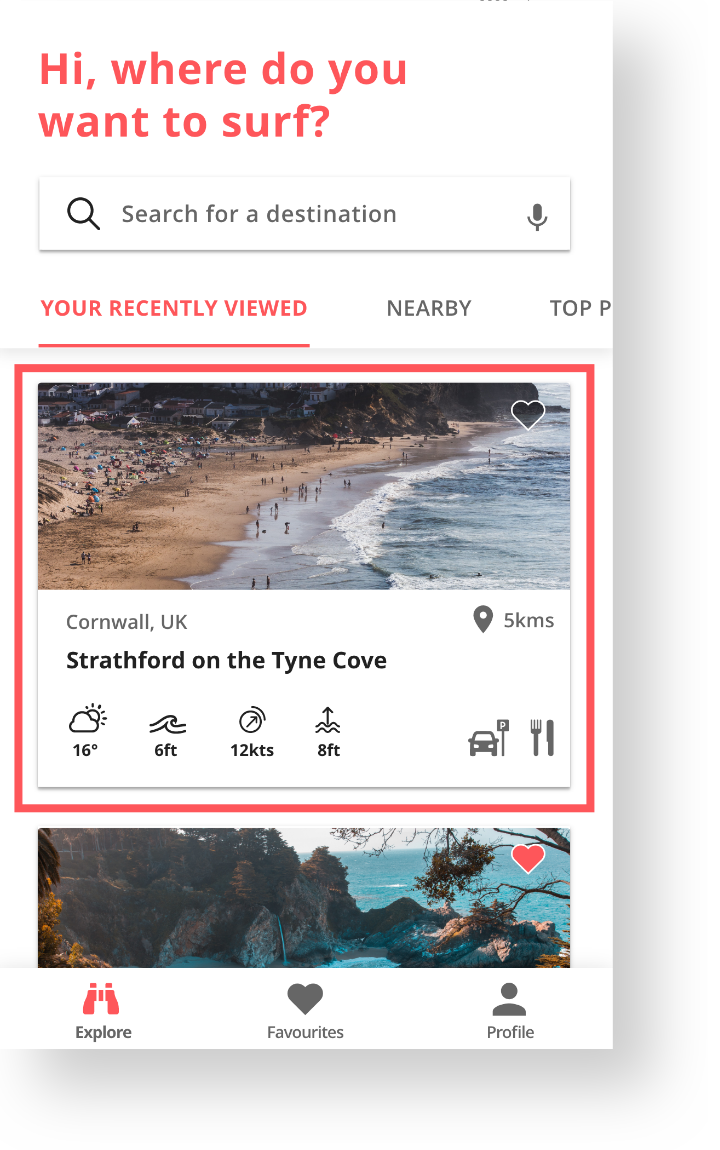 Hi, where do you
want to surf?
Search for a destination
YOUR RECENTLY VIEWED NEARBY TOP P
Cornwall, UK 5kms
Strathford on the Tyne Cove
P
16° 6ft 12kts 8ft
Explore Favourites Profile